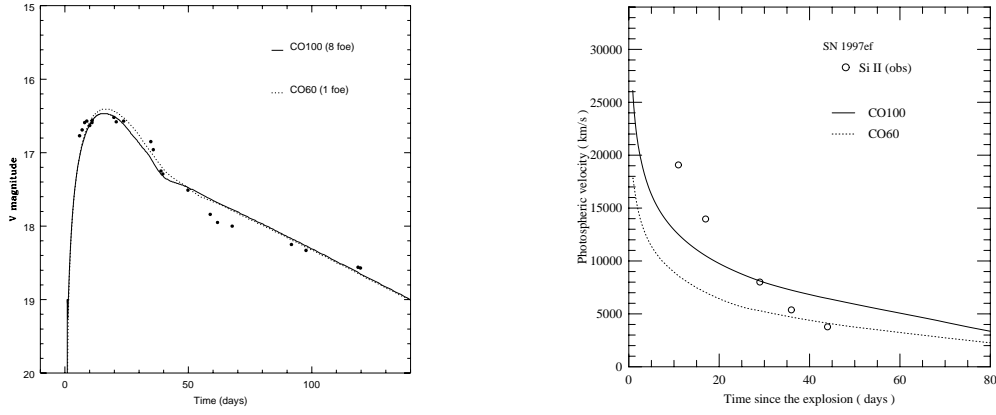 15
16
17
18
19
20
V magnitude
CO100 (8 foe)
CO60 (1 foe)
0
50
100
Time (days)
30000
25000
20000
15000
10000
5000
0
Photospheric velocity ( km/s )
SN 1997ef
Si II (obs)
CO100
CO60
0
20
40
60
80
Time since the explosion ( days )